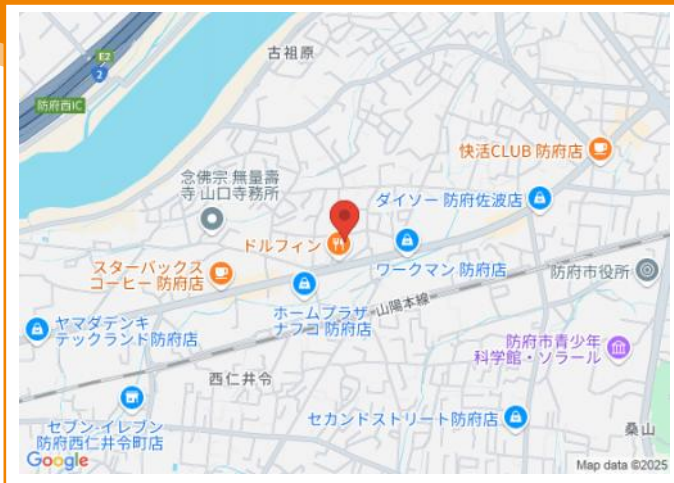 古祖原
E2
2
防府西IC
快活CLUB 防府店
念佛宗 無量壽
寺 山口寺務所
ダイソー 防府佐波店
ドルフィン
ワークマン 防府店
スターバックス
コーヒー 防府店
防府市役所
ホームプラザ
ナフコ 防府店
山陽本線
ヤマダデンキ
テックランド防府店
防府市青少年
科学館・ソラール
西仁井令
セブン-イレブン
防府西仁井令町店
セカンドストリート防府店
桑山
Google
Map data ©2025